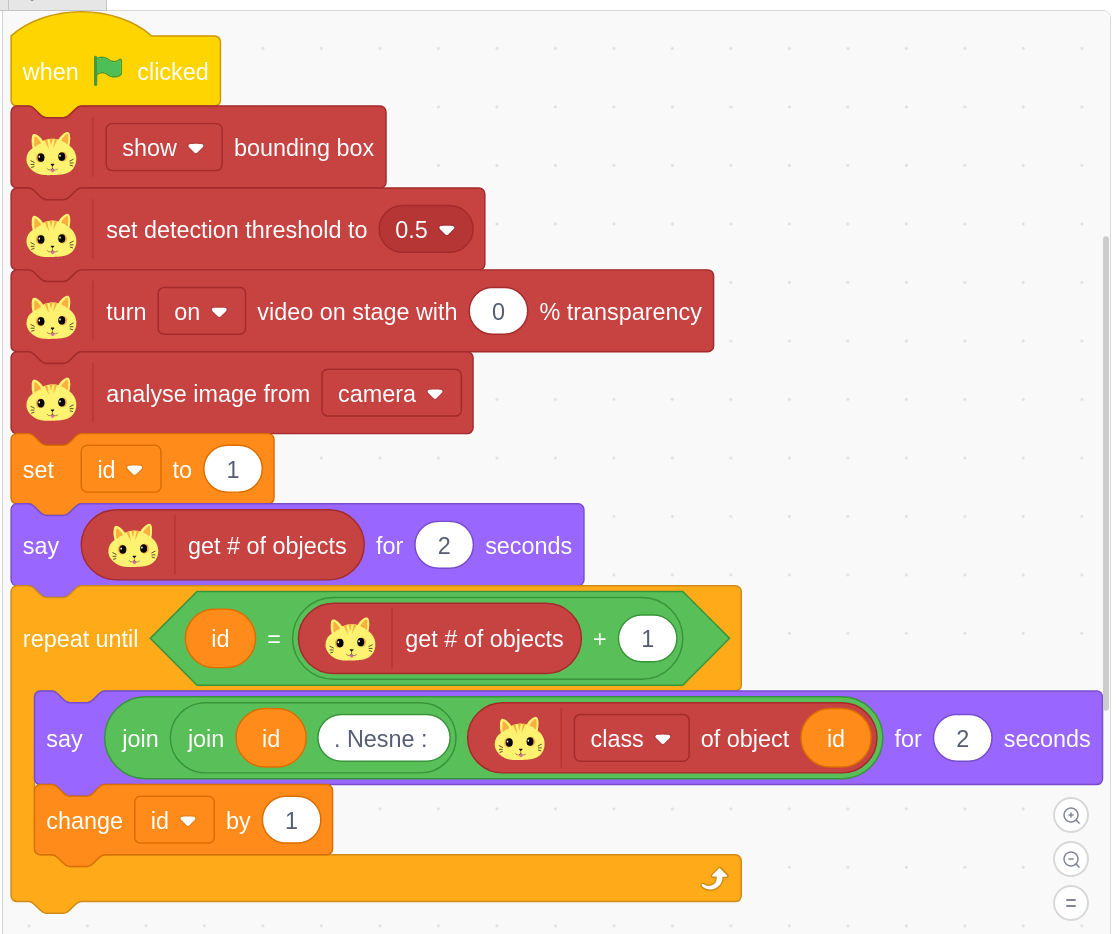 when clicked
show bounding box
set detection threshold to 0.5
turn on video on stage with 0 % transparency
analyse image from camera
set id to 1
say get # of objects for 2 seconds
repeat until id = get # of objects + 1
say join join id . Nesne : class of object id for 2 seconds
change id by 1